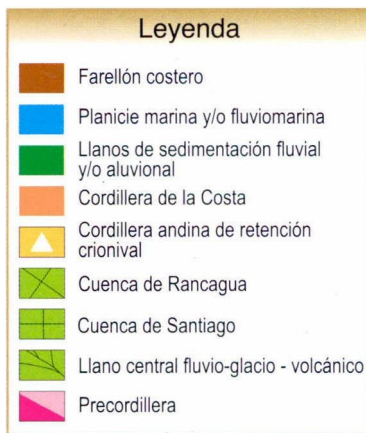 Leyenda
Farellón costero
Planicie marina y/o fluviomarina
Llanos de sedimentación fluvial
y/o aluvional
Cordillera de la Costa
Cordillera andina de retención
crionival
Cuenca de Rancagua
Cuenca de Santiago
Llano central fluvio-glacio - volcánico
Precordillera